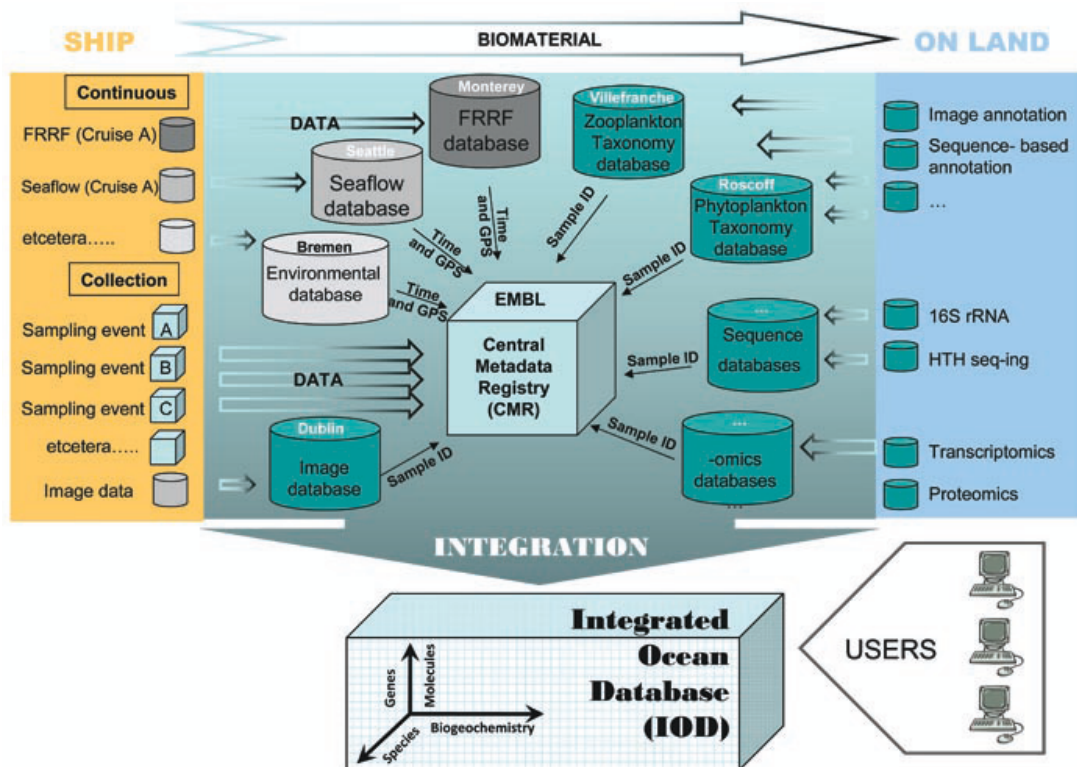 SHIP
BIOMATERIAL
ON LAND
Continuous
FRRF (Cruise A)
Seaflow (Cruise A)
etcetera.....
Collection
Sampling event
A
Sampling event
B
Sampling event
C
etcetera.....
Image data
DATA
Monterey
FRRF
database
Seattle
Seaflow
database
Bremen
Environmental
database
Villefranche
Zooplankton
Taxonomy
database
Roscoff
Phytoplankton
Taxonomy
database
Time
and GPS
Time
and GPS
Time
and GPS
Sample ID
Sample ID
EMBL
Central
Metadata
Registry
(CMR)
DATA
Dublin
Image
database
Sample ID
Sample ID
...
Sequence
databases
Sample ID
...
-omics
databases
...
Image annotation
Sequence- based
annotation
...
16S rRNA
HTH seq-ing
Transcriptomics
Proteomics
INTEGRATION
Integrated
Ocean
Database
(IOD)
Genes
Molecules
Biogeochemistry
Species
USERS